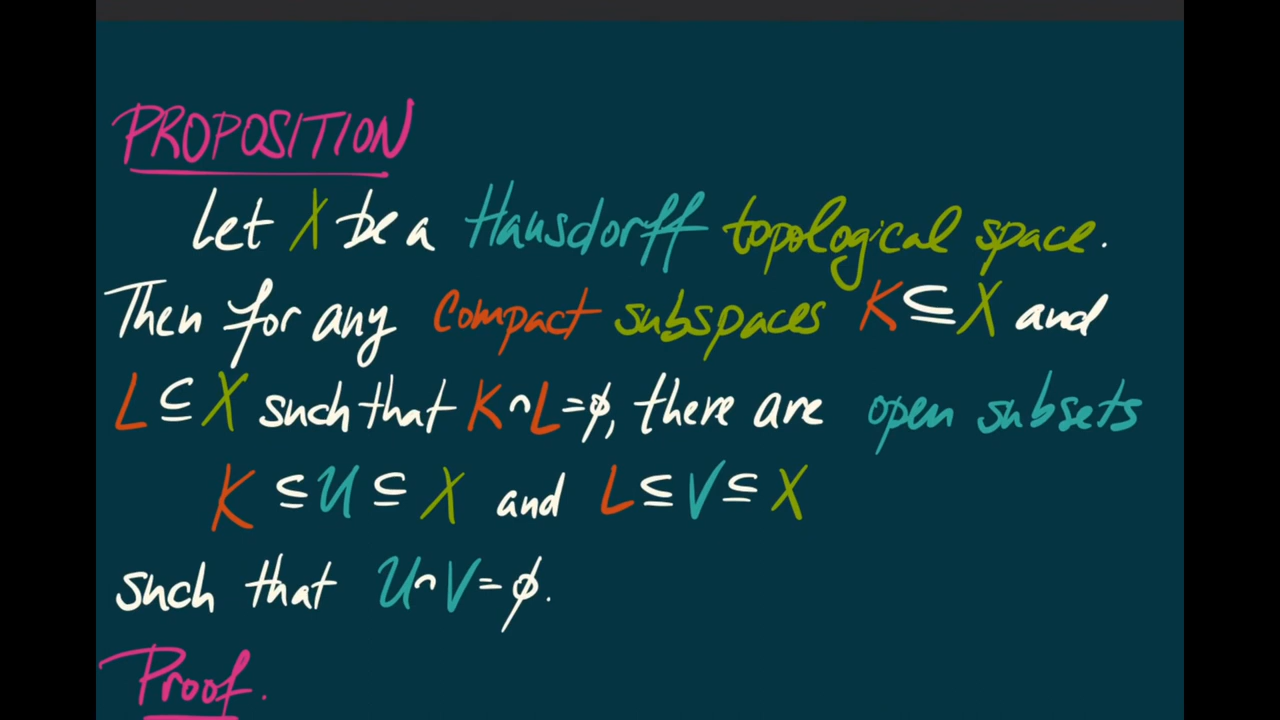 PROPOSITION
Let X be a Hausdorff topological space.
Then for any compact subspaces K ⊆ X and
L ⊆ X such that K ∩ L = ϕ, there are open subsets
K ⊆ U ⊆ X and L ⊆ V ⊆ X
such that U ∩ V = ϕ.
Proof.